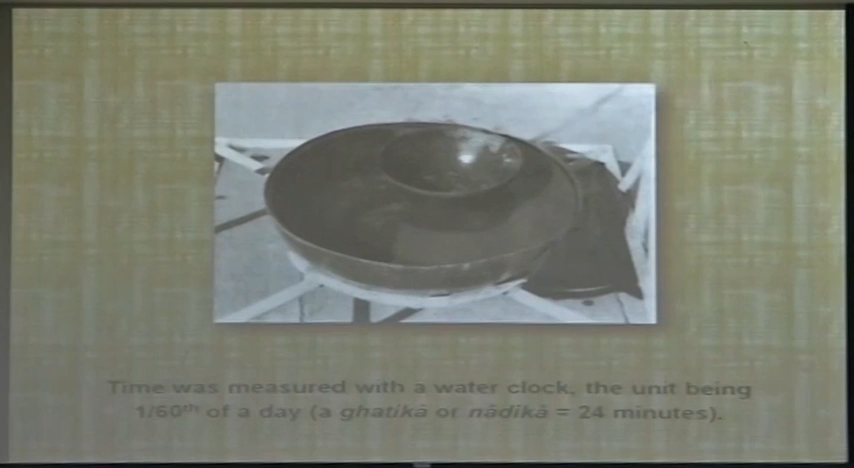 Time was measured with a water clock, the unit being
1/60th of a day (a ghatikā or nādikā = 24 minutes).